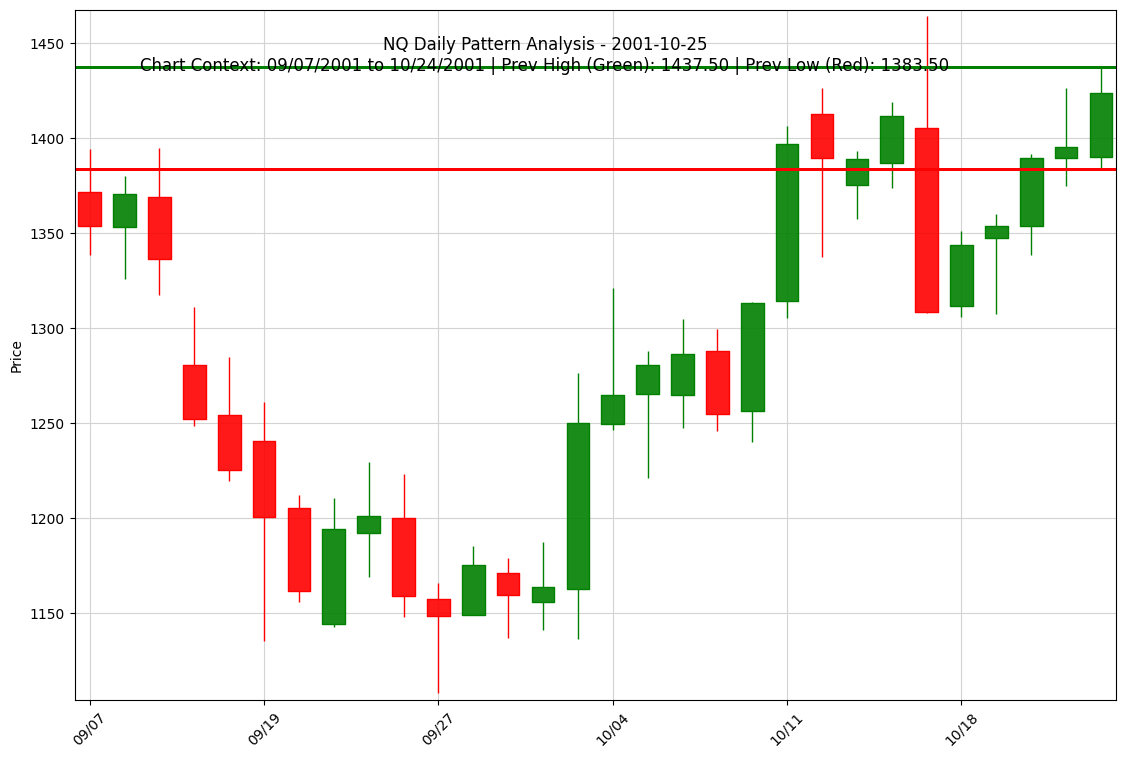 NQ Daily Pattern Analysis - 2001-10-25
Chart Context: 09/07/2001 to 10/24/2001 | Prev High (Green): 1437.50 | Prev Low (Red): 1383.50
1450
1400
1350
1300
1250
1200
1150
Price
09/07 09/19 09/27 10/04 10/11 10/18